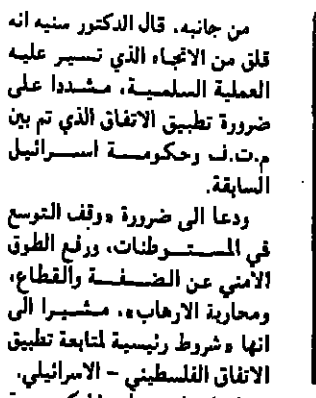 من جانبه، قال الدكتور سنيه انه
قلق من الاتجاه الذي تسير عليه
العملية السلمية، مشددا على
ضرورة تطبيق الاتفاق الذي تم بين
م.ت.ف وحكومة اسرائيل
السابقة.
ودعا الى ضرورة «وقف التوسع
في المستوطنات، ورفع الطوق
الأمني عن الضفة والقطاع،
ومحاربة الارهاب»، مشيرا الى
انها «شروط رئيسية لمتابعة تطبيق
الاتفاق الفلسطيني - الاسرائيلي.